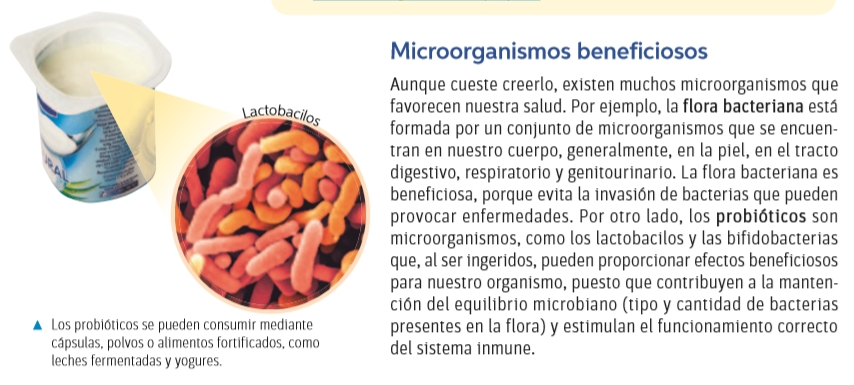 Lactobacilos
URAL
Los probióticos se pueden consumir mediante
cápsulas, polvos o alimentos fortificados, como
leches fermentadas y yogures.
Microorganismos beneficiosos
Aunque cueste creerlo, existen muchos microorganismos que
favorecen nuestra salud. Por ejemplo, la flora bacteriana está
formada por un conjunto de microorganismos que se encuen-
tran en nuestro cuerpo, generalmente, en la piel, en el tracto
digestivo, respiratorio y genitourinario. La flora bacteriana es
beneficiosa, porque evita la invasión de bacterias que pueden
provocar enfermedades. Por otro lado, los probióticos son
microorganismos, como los lactobacilos y las bifidobacterias
que, al ser ingeridos, pueden proporcionar efectos beneficiosos
para nuestro organismo, puesto que contribuyen a la manten-
ción del equilibrio microbiano (tipo y cantidad de bacterias
presentes en la flora) y estimulan el funcionamiento correcto
del sistema inmune.